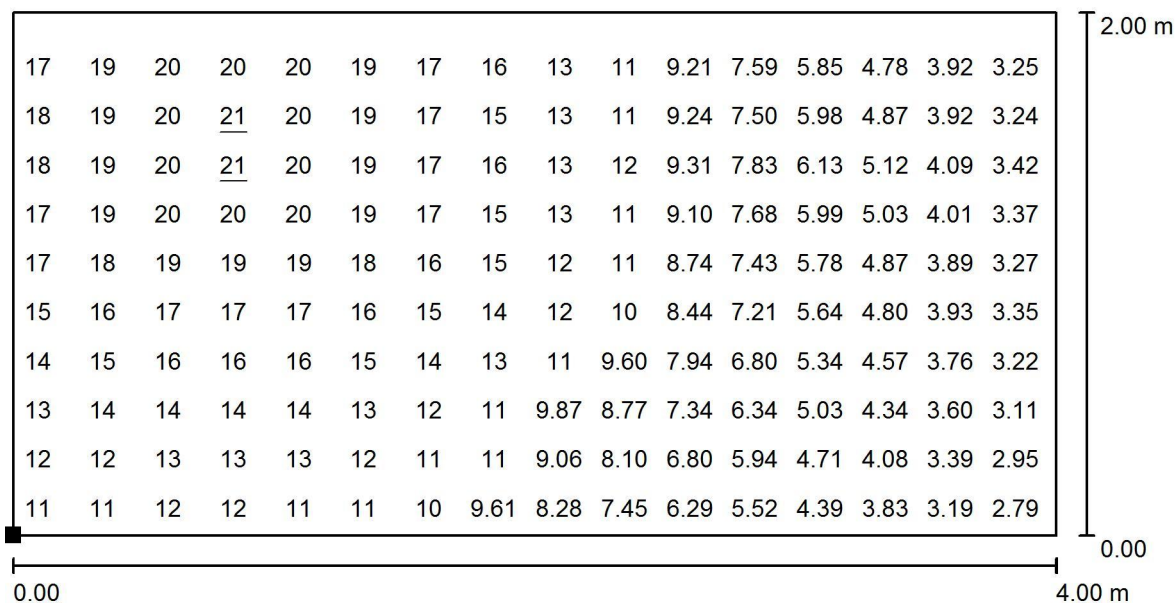 2.00 m
17 19 20 20 20 19 17 16 13 11 9.21 7.59 5.85 4.78 3.92 3.25
18 19 20 21 20 19 17 15 13 11 9.24 7.50 5.98 4.87 3.92 3.24
18 19 20 21 20 19 17 16 13 12 9.31 7.83 6.13 5.12 4.09 3.42
17 19 20 20 20 19 17 15 13 11 9.10 7.68 5.99 5.03 4.01 3.37
17 18 19 19 19 18 16 15 12 11 8.74 7.43 5.78 4.87 3.89 3.27
15 16 17 17 17 16 15 14 12 10 8.44 7.21 5.64 4.80 3.93 3.35
14 15 16 16 16 15 14 13 11 9.60 7.94 6.80 5.34 4.57 3.76 3.22
13 14 14 14 14 13 12 11 9.87 8.77 7.34 6.34 5.03 4.34 3.60 3.11
12 12 13 13 13 12 11 11 9.06 8.10 6.80 5.94 4.71 4.08 3.39 2.95
11 11 12 12 11 11 10 9.61 8.28 7.45 6.29 5.52 4.39 3.83 3.19 2.79
0.00
0.00 4.00 m